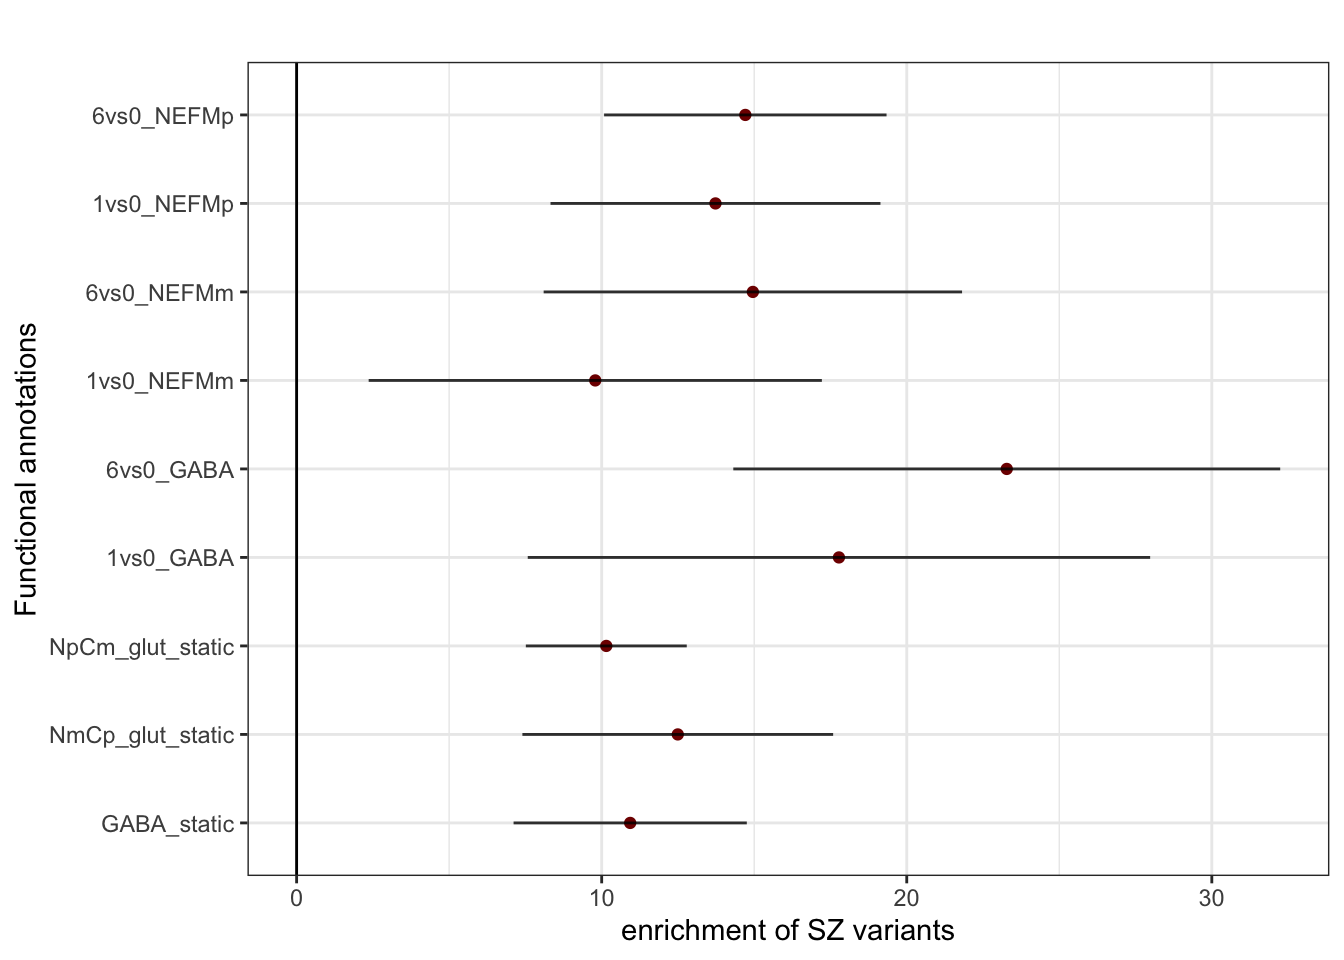 Functional annotations
6vs0_NEFMp
1vs0_NEFMp
6vs0_NEFMm
1vs0_NEFMm
6vs0_GABA
1vs0_GABA
NpCm_glut_static
NmCp_glut_static
GABA_static
0 10 20 30
enrichment of SZ variants